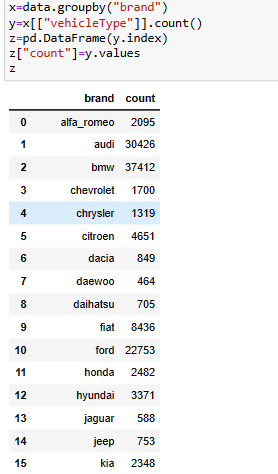 x=data.groupby("brand")
y=x[["vehicleType"]].count()
z=pd.DataFrame(y.index)
z["count"]=y.values
z
brand count
0 alfa_romeo 2095
1 audi 30426
2 bmw 37412
3 chevrolet 1700
4 chrysler 1319
5 citroen 4651
6 dacia 849
7 daewoo 464
8 daihatsu 705
9 fiat 8436
10 ford 22753
11 honda 2482
12 hyundai 3371
13 jaguar 588
14 jeep 753
15 kia 2348